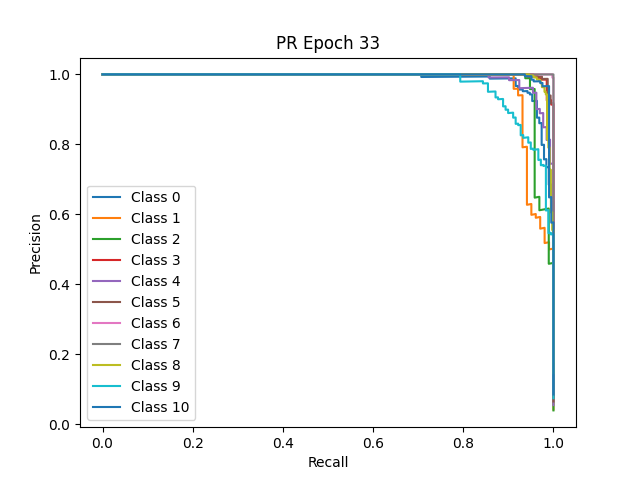 PR Epoch 33
Precision
1.0
0.8
0.6
0.4
0.2
0.0
Class 0
Class 1
Class 2
Class 3
Class 4
Class 5
Class 6
Class 7
Class 8
Class 9
Class 10
0.0 0.2 0.4 0.6 0.8 1.0
Recall